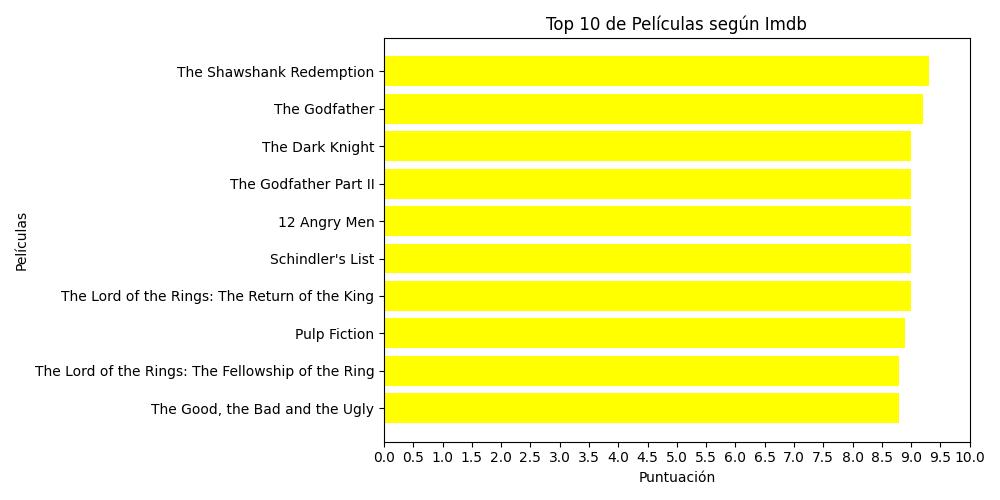 Top 10 de Películas según Imdb
Películas
The Shawshank Redemption
The Godfather
The Dark Knight
The Godfather Part II
12 Angry Men
Schindler's List
The Lord of the Rings: The Return of the King
Pulp Fiction
The Lord of the Rings: The Fellowship of the Ring
The Good, the Bad and the Ugly
0.0 0.5 1.0 1.5 2.0 2.5 3.0 3.5 4.0 4.5 5.0 5.5 6.0 6.5 7.0 7.5 8.0 8.5 9.0 9.5 10.0
Puntuación